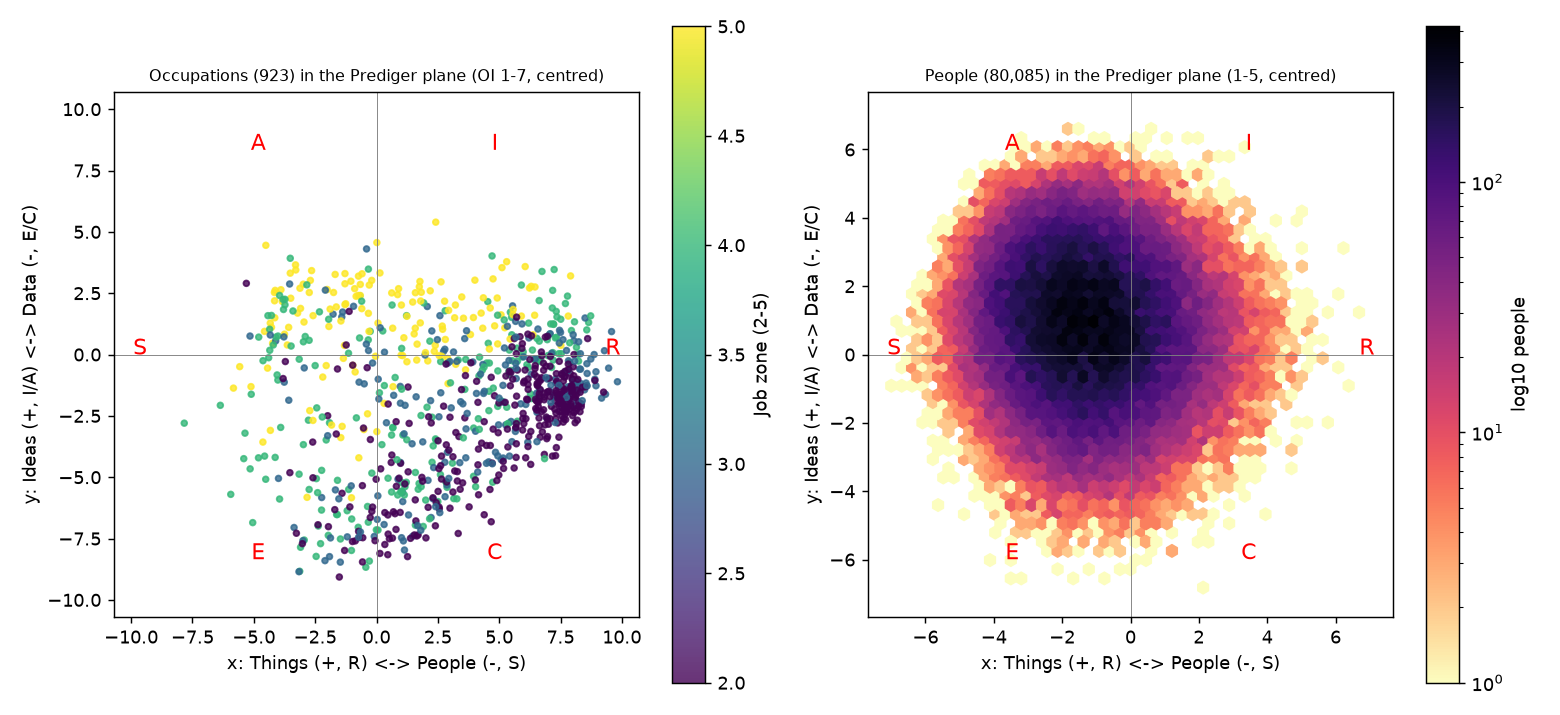 Occupations (923) in the Prediger plane (OI 1-7, centred)
y: Ideas (+, I/A) <-> Data (-, E/C)
10.0
7.5
5.0
2.5
0.0
−2.5
−5.0
−7.5
−10.0
A
I
S
R
E
C
−10.0 −7.5 −5.0 −2.5 0.0 2.5 5.0 7.5 10.0
x: Things (+, R) <-> People (-, S)
5.0
4.5
4.0
3.5
3.0
2.5
2.0
Job zone (2-5)
People (80,085) in the Prediger plane (1-5, centred)
y: Ideas (+, I/A) <-> Data (-, E/C)
6
4
2
0
−2
−4
−6
A
I
S
R
E
C
−6 −4 −2 0 2 4 6
x: Things (+, R) <-> People (-, S)
10²
10¹
10⁰
log10 people